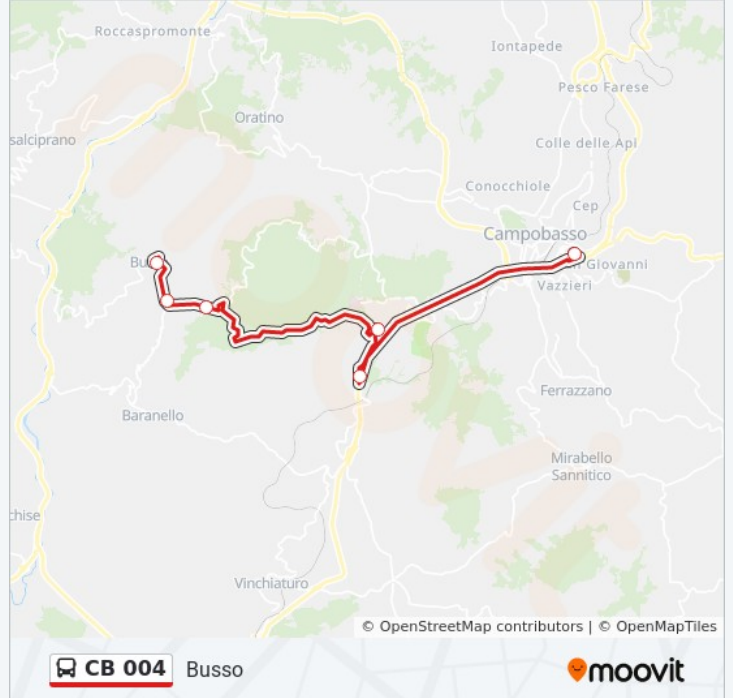 Roccaspromonte
Iontapede
Pesco Farese
Oratino
salciprano
Colle delle Api
Conocchiole
Cep
Campobasso
Bu
Giovanni
Vazzieri
Ferrazzano
Baranello
Mirabello
Sannitico
chise
Vinchiaturo
© OpenStreetMap contributors | © OpenMapTiles
CB 004 Busso
moovit